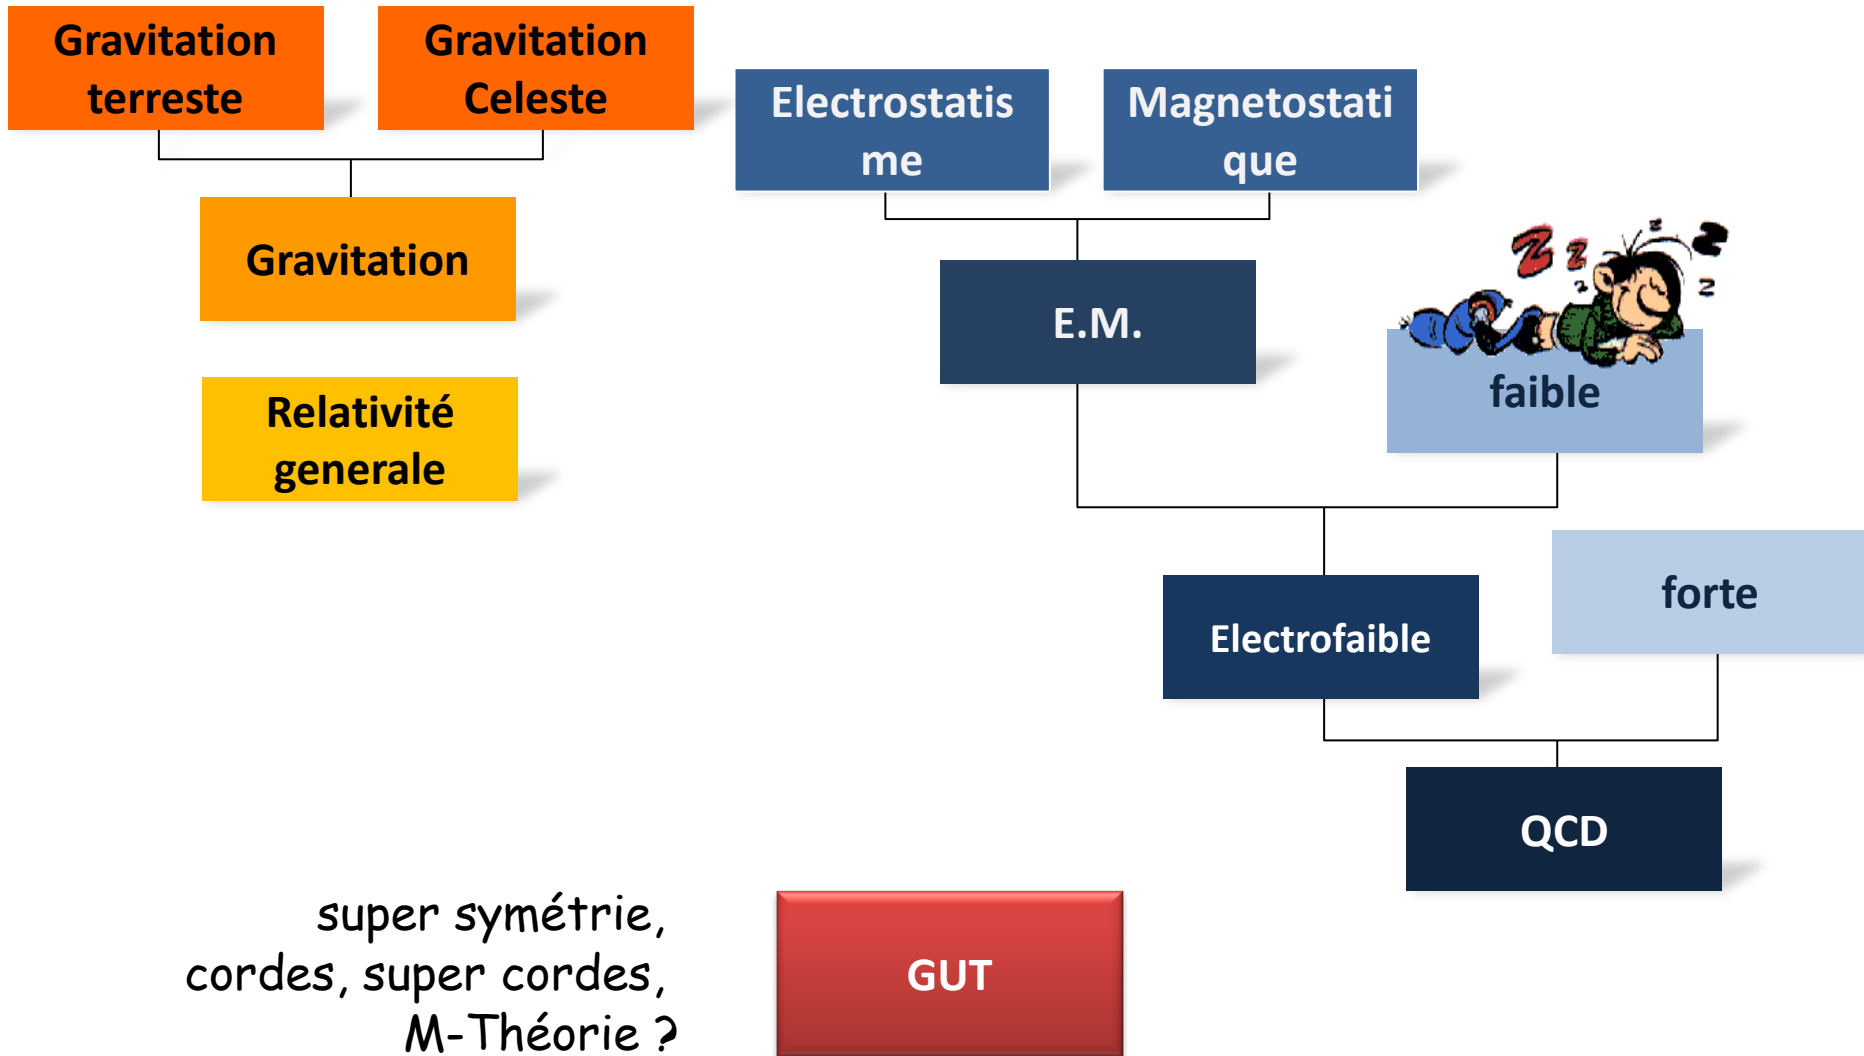 Gravitation
terreste
Gravitation
Celeste
Electrostatis
me
Magnetostati
que
Gravitation
E.M.
Z z z z z z
faible
Relativité
generale
forte
Electrofaible
QCD
super symétrie,
cordes, super cordes,
M-Théorie ?
GUT